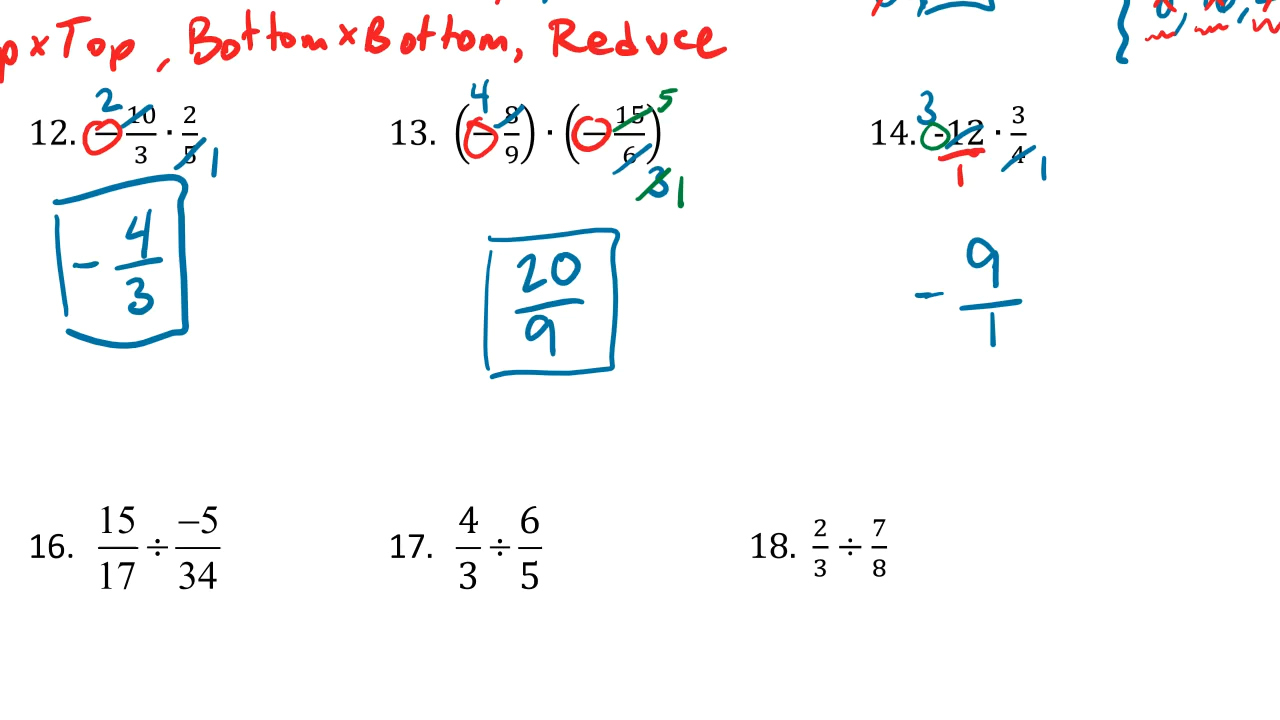 p×Top, Bottom×Bottom, Reduce
12. −10/3 · 2/5 2 1
13. (−8/9) · (−15/6) 4 5 3 1
14. -12/1 · 3/4 3 1
−4/3
20/9
−9/1
16. 15/17 ÷ −5/34
17. 4/3 ÷ 6/5
18. 2/3 ÷ 7/8